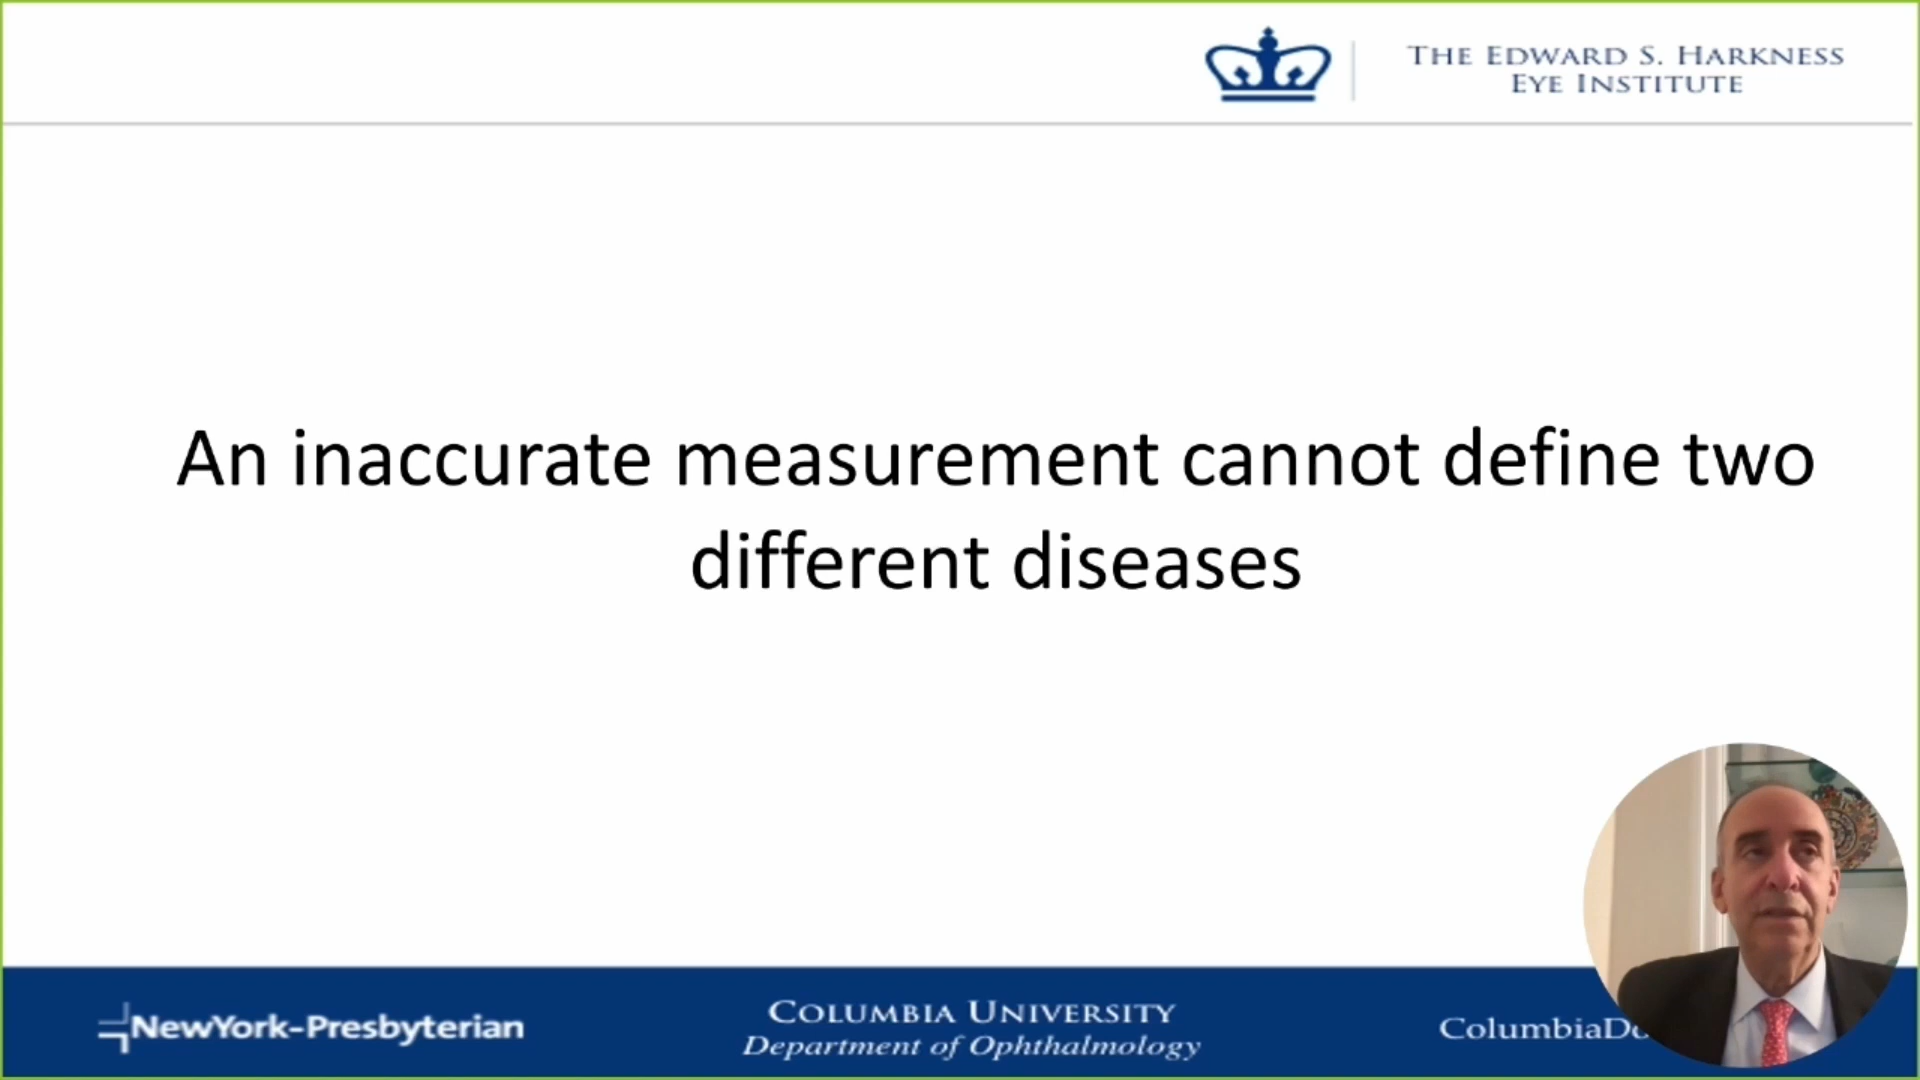 THE EDWARD S. HARKNESS
EYE INSTITUTE
An inaccurate measurement cannot define two
different diseases
NewYork-Presbyterian
COLUMBIA UNIVERSITY
Department of Ophthalmology